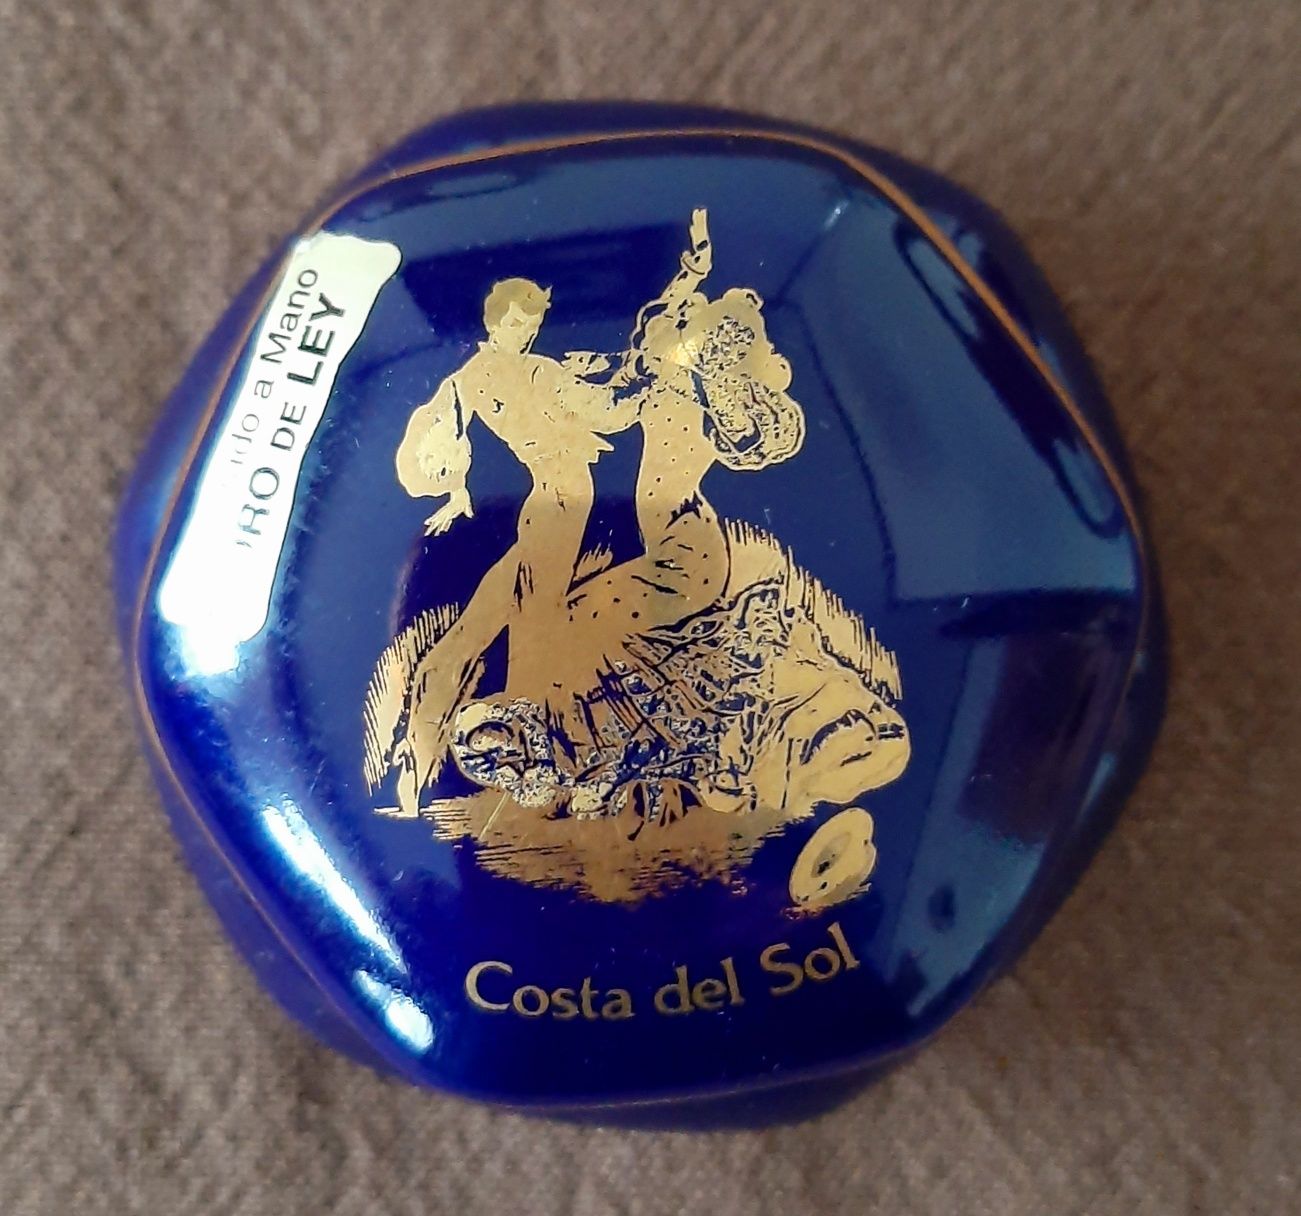 a Mano
DE LEY
Costa del Sol